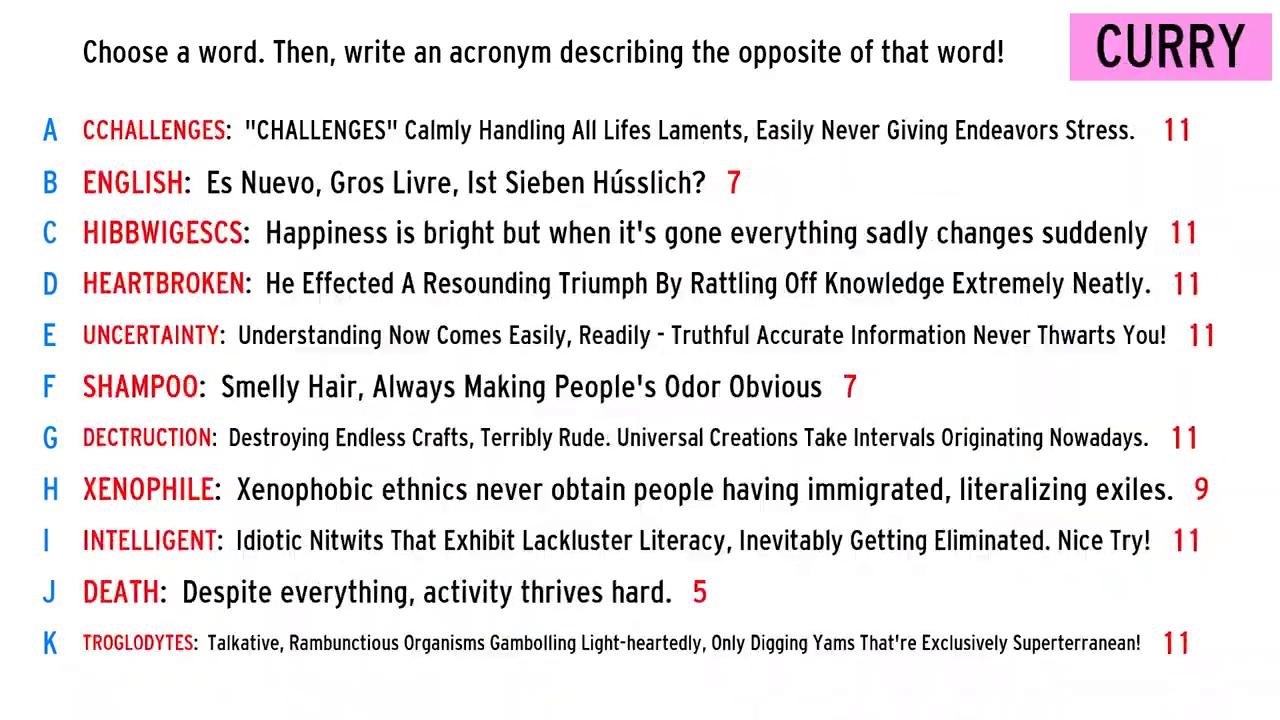 Choose a word. Then, write an acronym describing the opposite of that word!
CURRY
A CCHALLENGES: "CHALLENGES" Calmly Handling All Lifes Laments, Easily Never Giving Endeavors Stress. 11
B ENGLISH: Es Nuevo, Gros Livre, Ist Sieben Hússlich? 7
C HIBBWIGESCS: Happiness is bright but when it's gone everything sadly changes suddenly 11
D HEARTBROKEN: He Effected A Resounding Triumph By Rattling Off Knowledge Extremely Neatly. 11
E UNCERTAINTY: Understanding Now Comes Easily, Readily - Truthful Accurate Information Never Thwarts You! 11
F SHAMPOO: Smelly Hair, Always Making People's Odor Obvious 7
G DECTRUCTION: Destroying Endless Crafts, Terribly Rude. Universal Creations Take Intervals Originating Nowadays. 11
H XENOPHILE: Xenophobic ethnics never obtain people having immigrated, literalizing exiles. 9
I INTELLIGENT: Idiotic Nitwits That Exhibit Lackluster Literacy, Inevitably Getting Eliminated. Nice Try! 11
J DEATH: Despite everything, activity thrives hard. 5
K TROGLODYTES: Talkative, Rambunctious Organisms Gambolling Light-heartedly, Only Digging Yams That're Exclusively Superterranean! 11